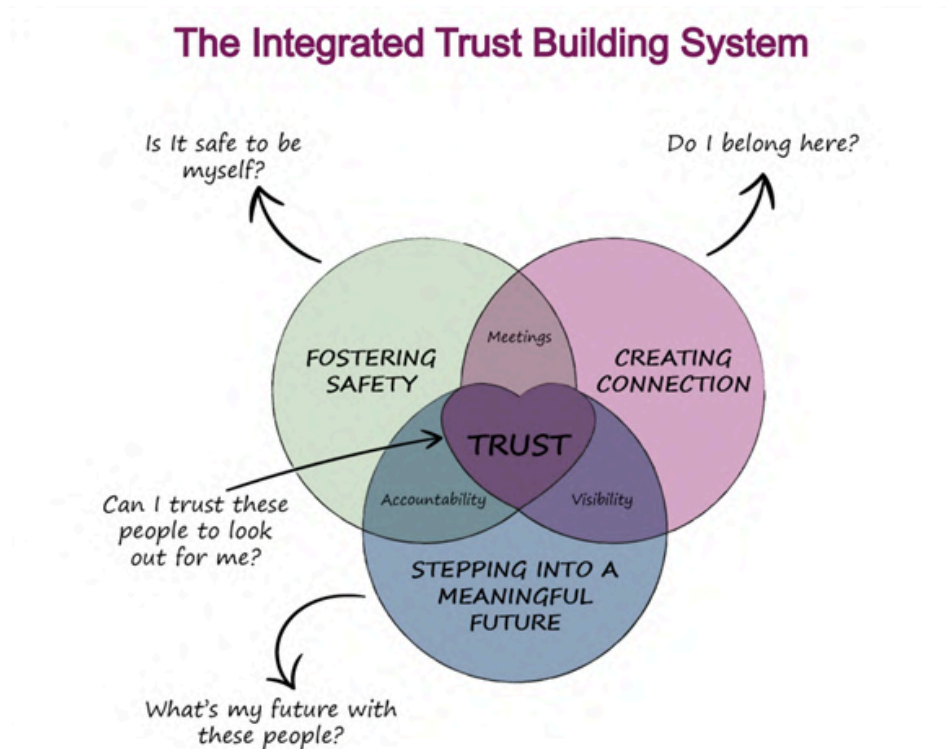 The Integrated Trust Building System
Is It safe to be
myself?
Do I belong here?
Meetings
FOSTERING
SAFETY
CREATING
CONNECTION
TRUST
Accountability
Visibility
Can I trust these
people to look
out for me?
STEPPING INTO A
MEANINGFUL
FUTURE
What's my future with
these people?